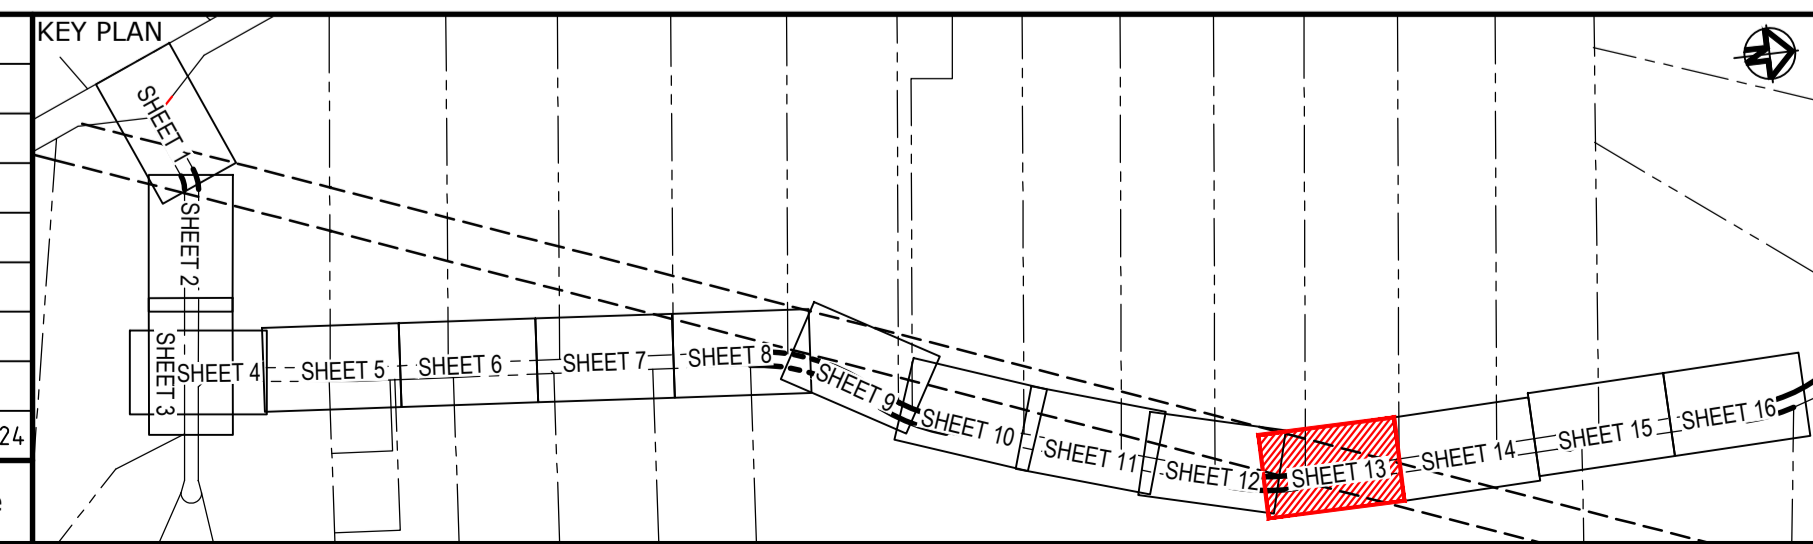 KEY PLAN
N
SHEET 1
SHEET 2
SHEET 3
SHEET 4
SHEET 5
SHEET 6
SHEET 7
SHEET 8
SHEET 9
SHEET 10
SHEET 11
SHEET 12
SHEET 13
SHEET 14
SHEET 15
SHEET 16
24